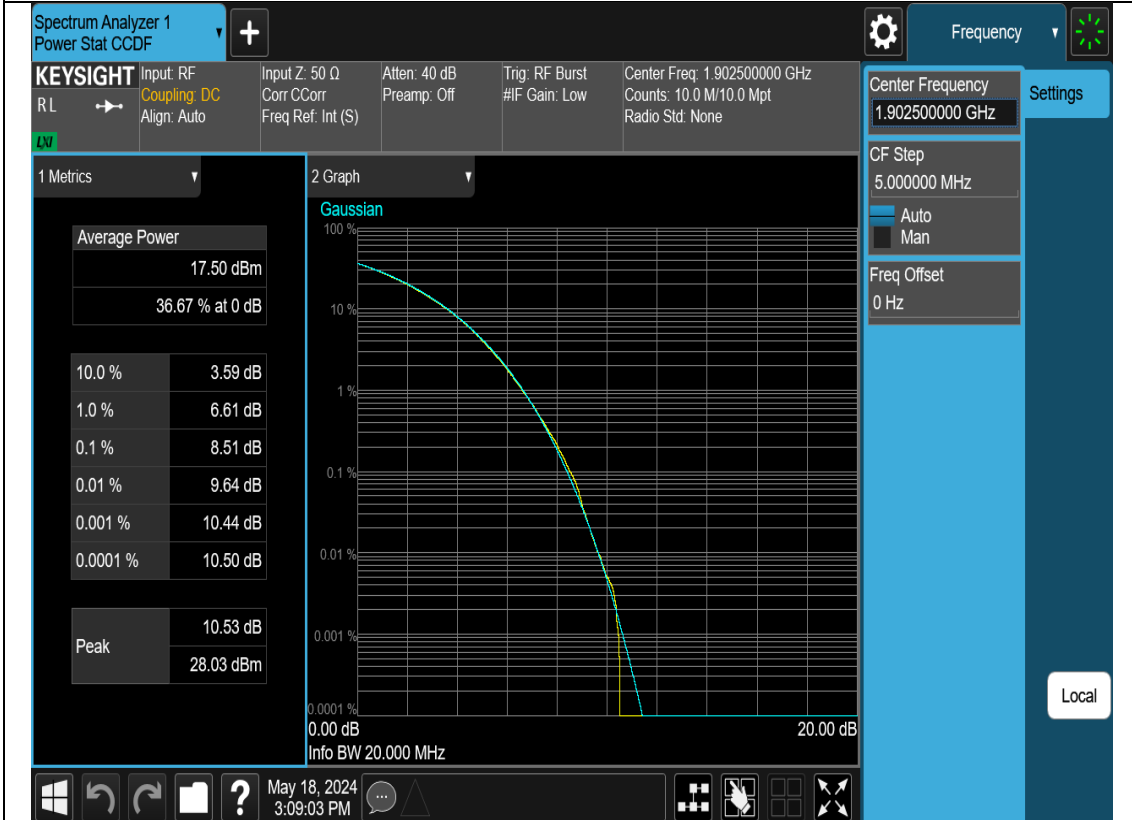 Spectrum Analyzer 1
Power Stat CCDF
+
Frequency
KEYSIGHT
RL
LXI
Input: RF
Coupling: DC
Align: Auto
Input Z: 50 Ω
Corr CCorr
Freq Ref: Int (S)
Atten: 40 dB
Preamp: Off
Trig: RF Burst
#IF Gain: Low
Center Freq: 1.902500000 GHz
Counts: 10.0 M/10.0 Mpt
Radio Std: None
Center Frequency
1.902500000 GHz
Settings
CF Step
5.000000 MHz
Auto
Man
Freq Offset
0 Hz
1 Metrics
Average Power
17.50 dBm
36.67 % at 0 dB
10.0 % 3.59 dB
1.0 % 6.61 dB
0.1 % 8.51 dB
0.01 % 9.64 dB
0.001 % 10.44 dB
0.0001 % 10.50 dB
Peak
10.53 dB
28.03 dBm
2 Graph
Gaussian
100 %
10 %
1 %
0.1 %
0.01 %
0.001 %
0.0001 %
0.00 dB 20.00 dB
Info BW 20.000 MHz
Local
?
May 18, 2024
3:09:03 PM